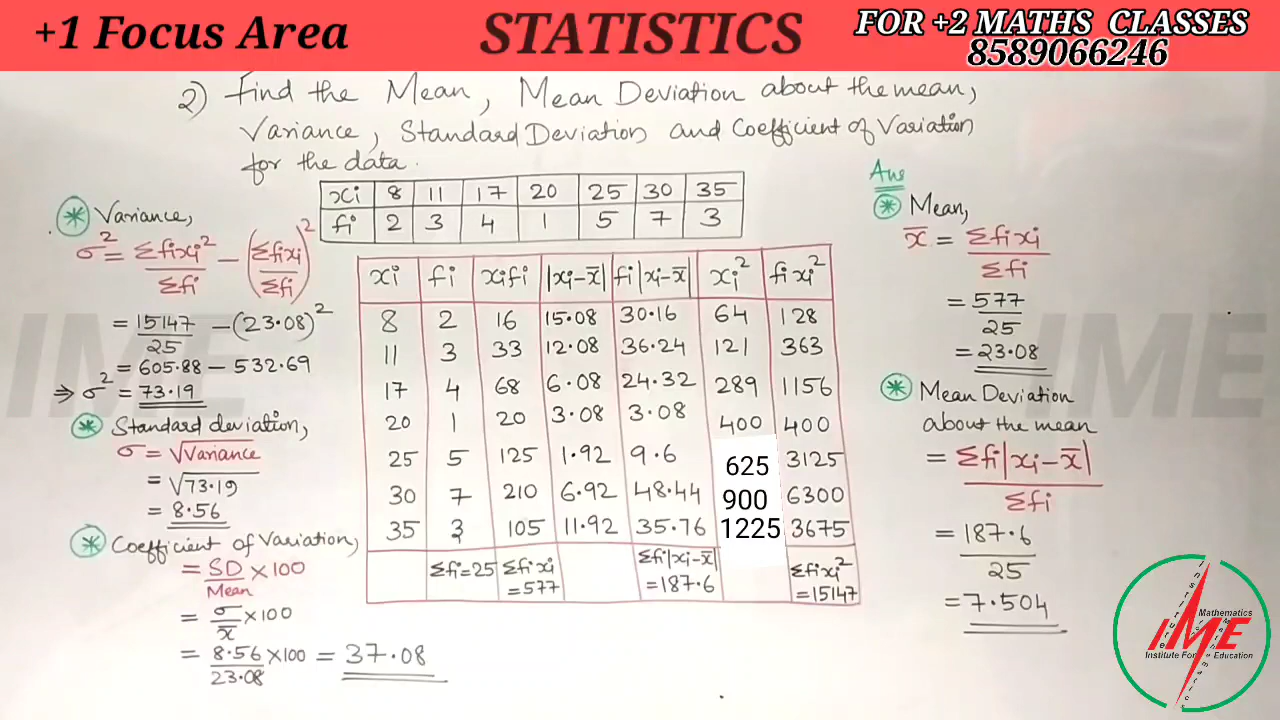 +1 Focus Area
STATISTICS
FOR +2 MATHS CLASSES
8589066246
2) Find the Mean, Mean Deviation about the mean,
Variance, Standard Deviation and Coefficient of Variation
for the data.
xi 8 11 17 20 25 30 35
fi 2 3 4 1 5 7 3
* Variance,
σ² = Σfixi²/Σfi − (Σfixi/Σfi)²
= 15147/25 − (23.08)²
= 605.88 − 532.69
⇒ σ² = 73.19
* Standard deviation,
σ = √Variance
= √73.19
= 8.56
* Coefficient of Variation,
= SD/Mean × 100
= σ/x̄ × 100
= 8.56/23.08 × 100 = 37.08
xi fi xifi |xi−x̄| fi|xi−x̄| xi² fixi²
8 2 16 15.08 30.16 64 128
11 3 33 12.08 36.24 121 363
17 4 68 6.08 24.32 289 1156
20 1 20 3.08 3.08 400 400
25 5 125 1.92 9.6 625 3125
30 7 210 6.92 48.44 900 6300
35 3 105 11.92 35.76 1225 3675
Σfi=25 Σfixi=577 Σfi|xi−x̄|=187.6 Σfixi²=15147
Ans
* Mean,
x̄ = Σfixi/Σfi
= 577/25
= 23.08
* Mean Deviation
about the mean
= Σfi|xi−x̄|/Σfi
= 187.6/25
= 7.504
IME
IME
IME
Mathematics
Institute For Education